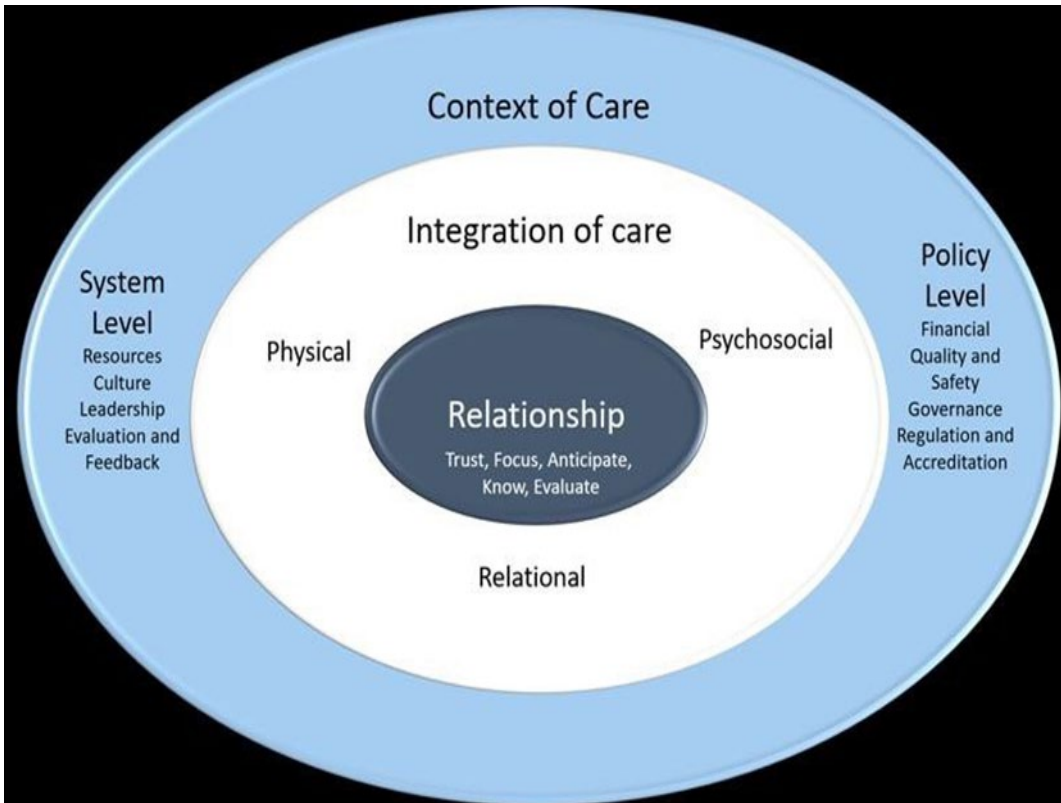 Context of Care
Integration of care
System
Level
Resources
Culture
Leadership
Evaluation and
Feedback
Physical
Psychosocial
Policy
Level
Financial
Quality and
Safety
Governance
Regulation and
Accreditation
Relationship
Trust, Focus, Anticipate,
Know, Evaluate
Relational